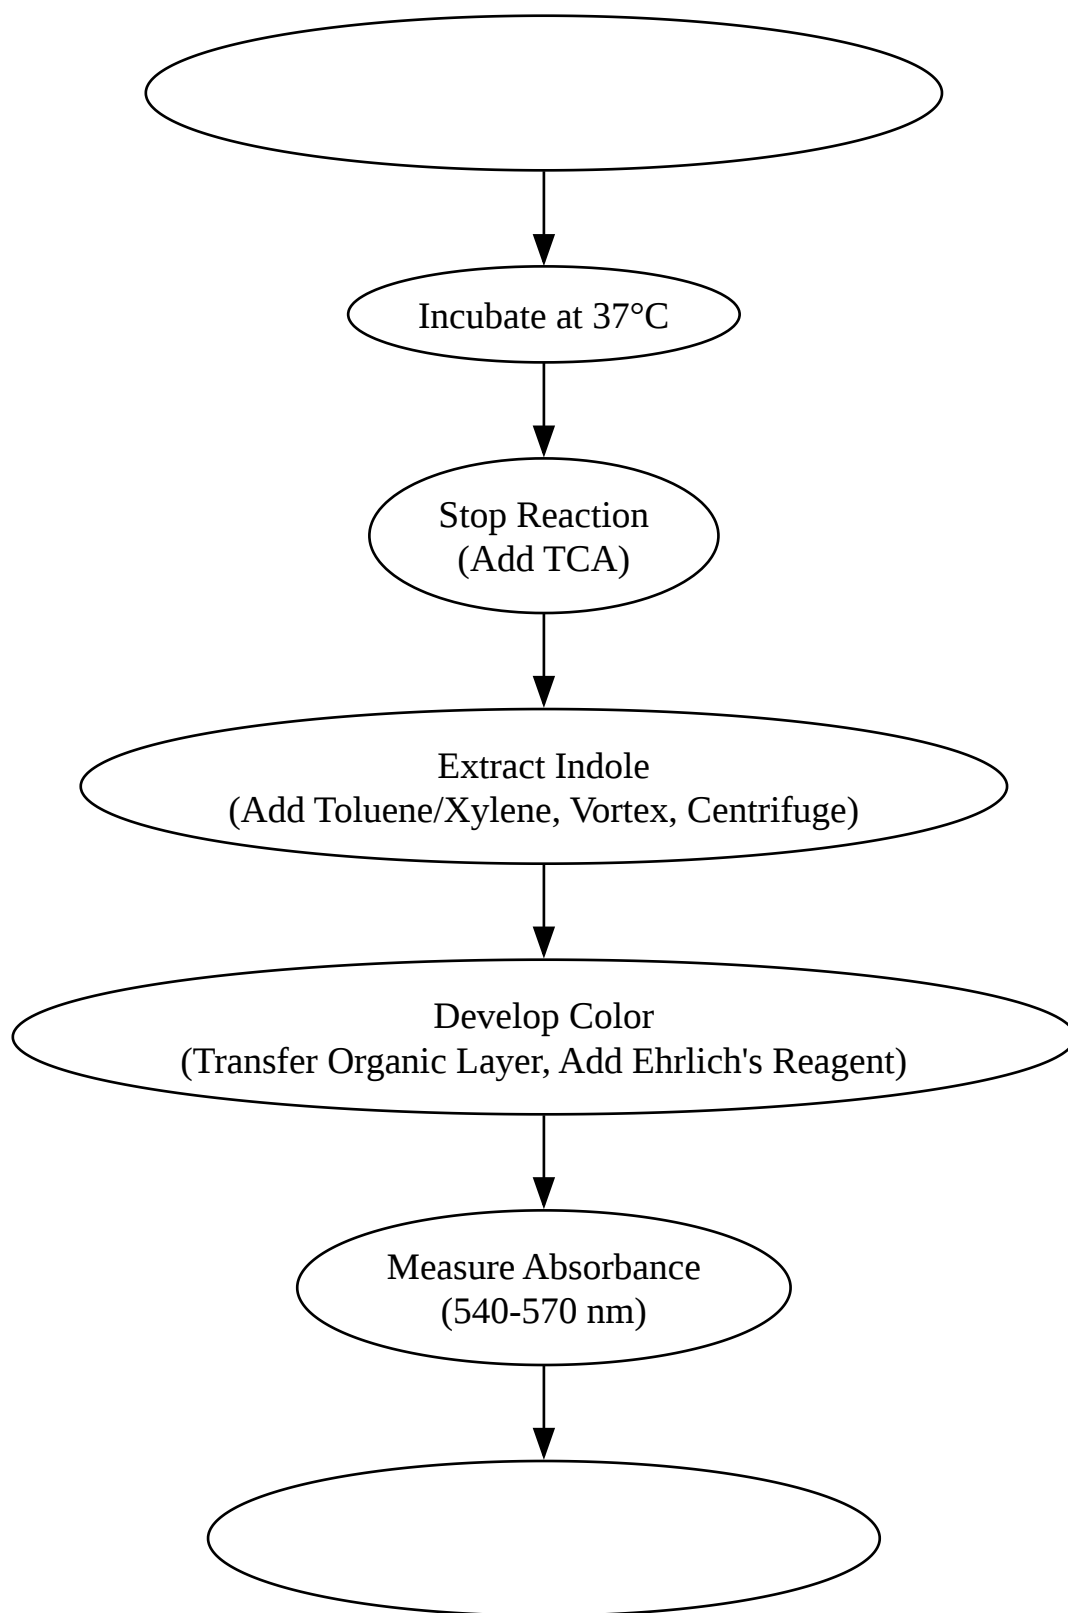 Incubate at 37°C
Stop Reaction
(Add TCA)
Extract Indole
(Add Toluene/Xylene, Vortex, Centrifuge)
Develop Color
(Transfer Organic Layer, Add Ehrlich's Reagent)
Measure Absorbance
(540-570 nm)